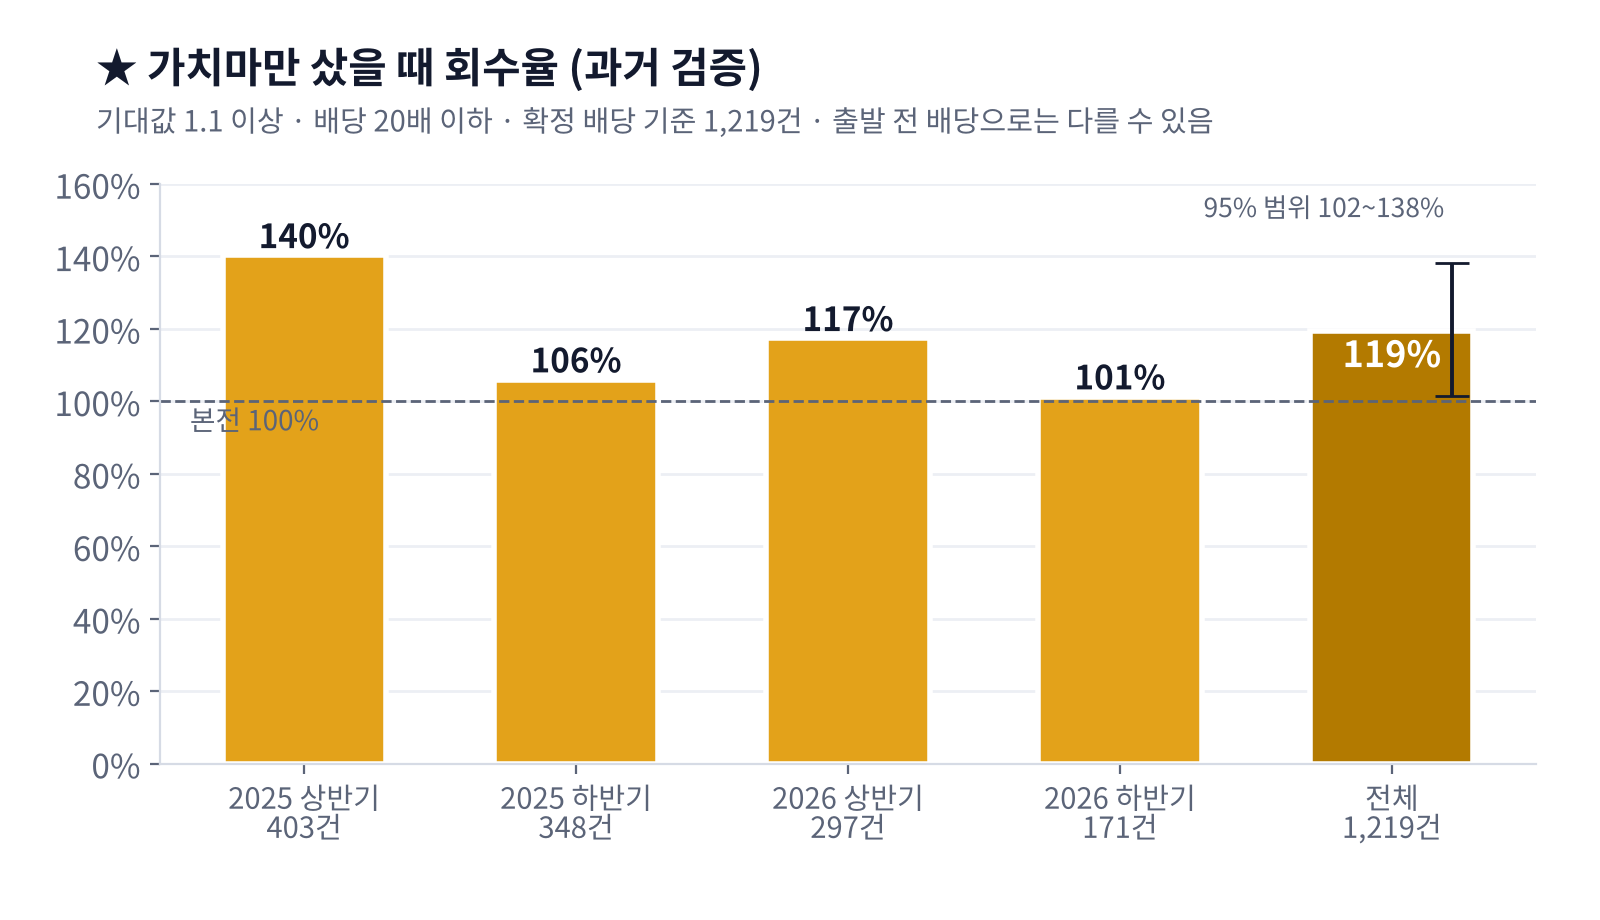 ★ 가치마만 샀을 때 회수율 (과거 검증)
기대값 1.1 이상 · 배당 20배 이하 · 확정 배당 기준 1,219건 · 출발 전 배당으로는 다를 수 있음
160%
140%
120%
100%
80%
60%
40%
20%
0%
95% 범위 102~138%
140%
106%
117%
101%
119%
본전 100%
2025 상반기
403건
2025 하반기
348건
2026 상반기
297건
2026 하반기
171건
전체
1,219건